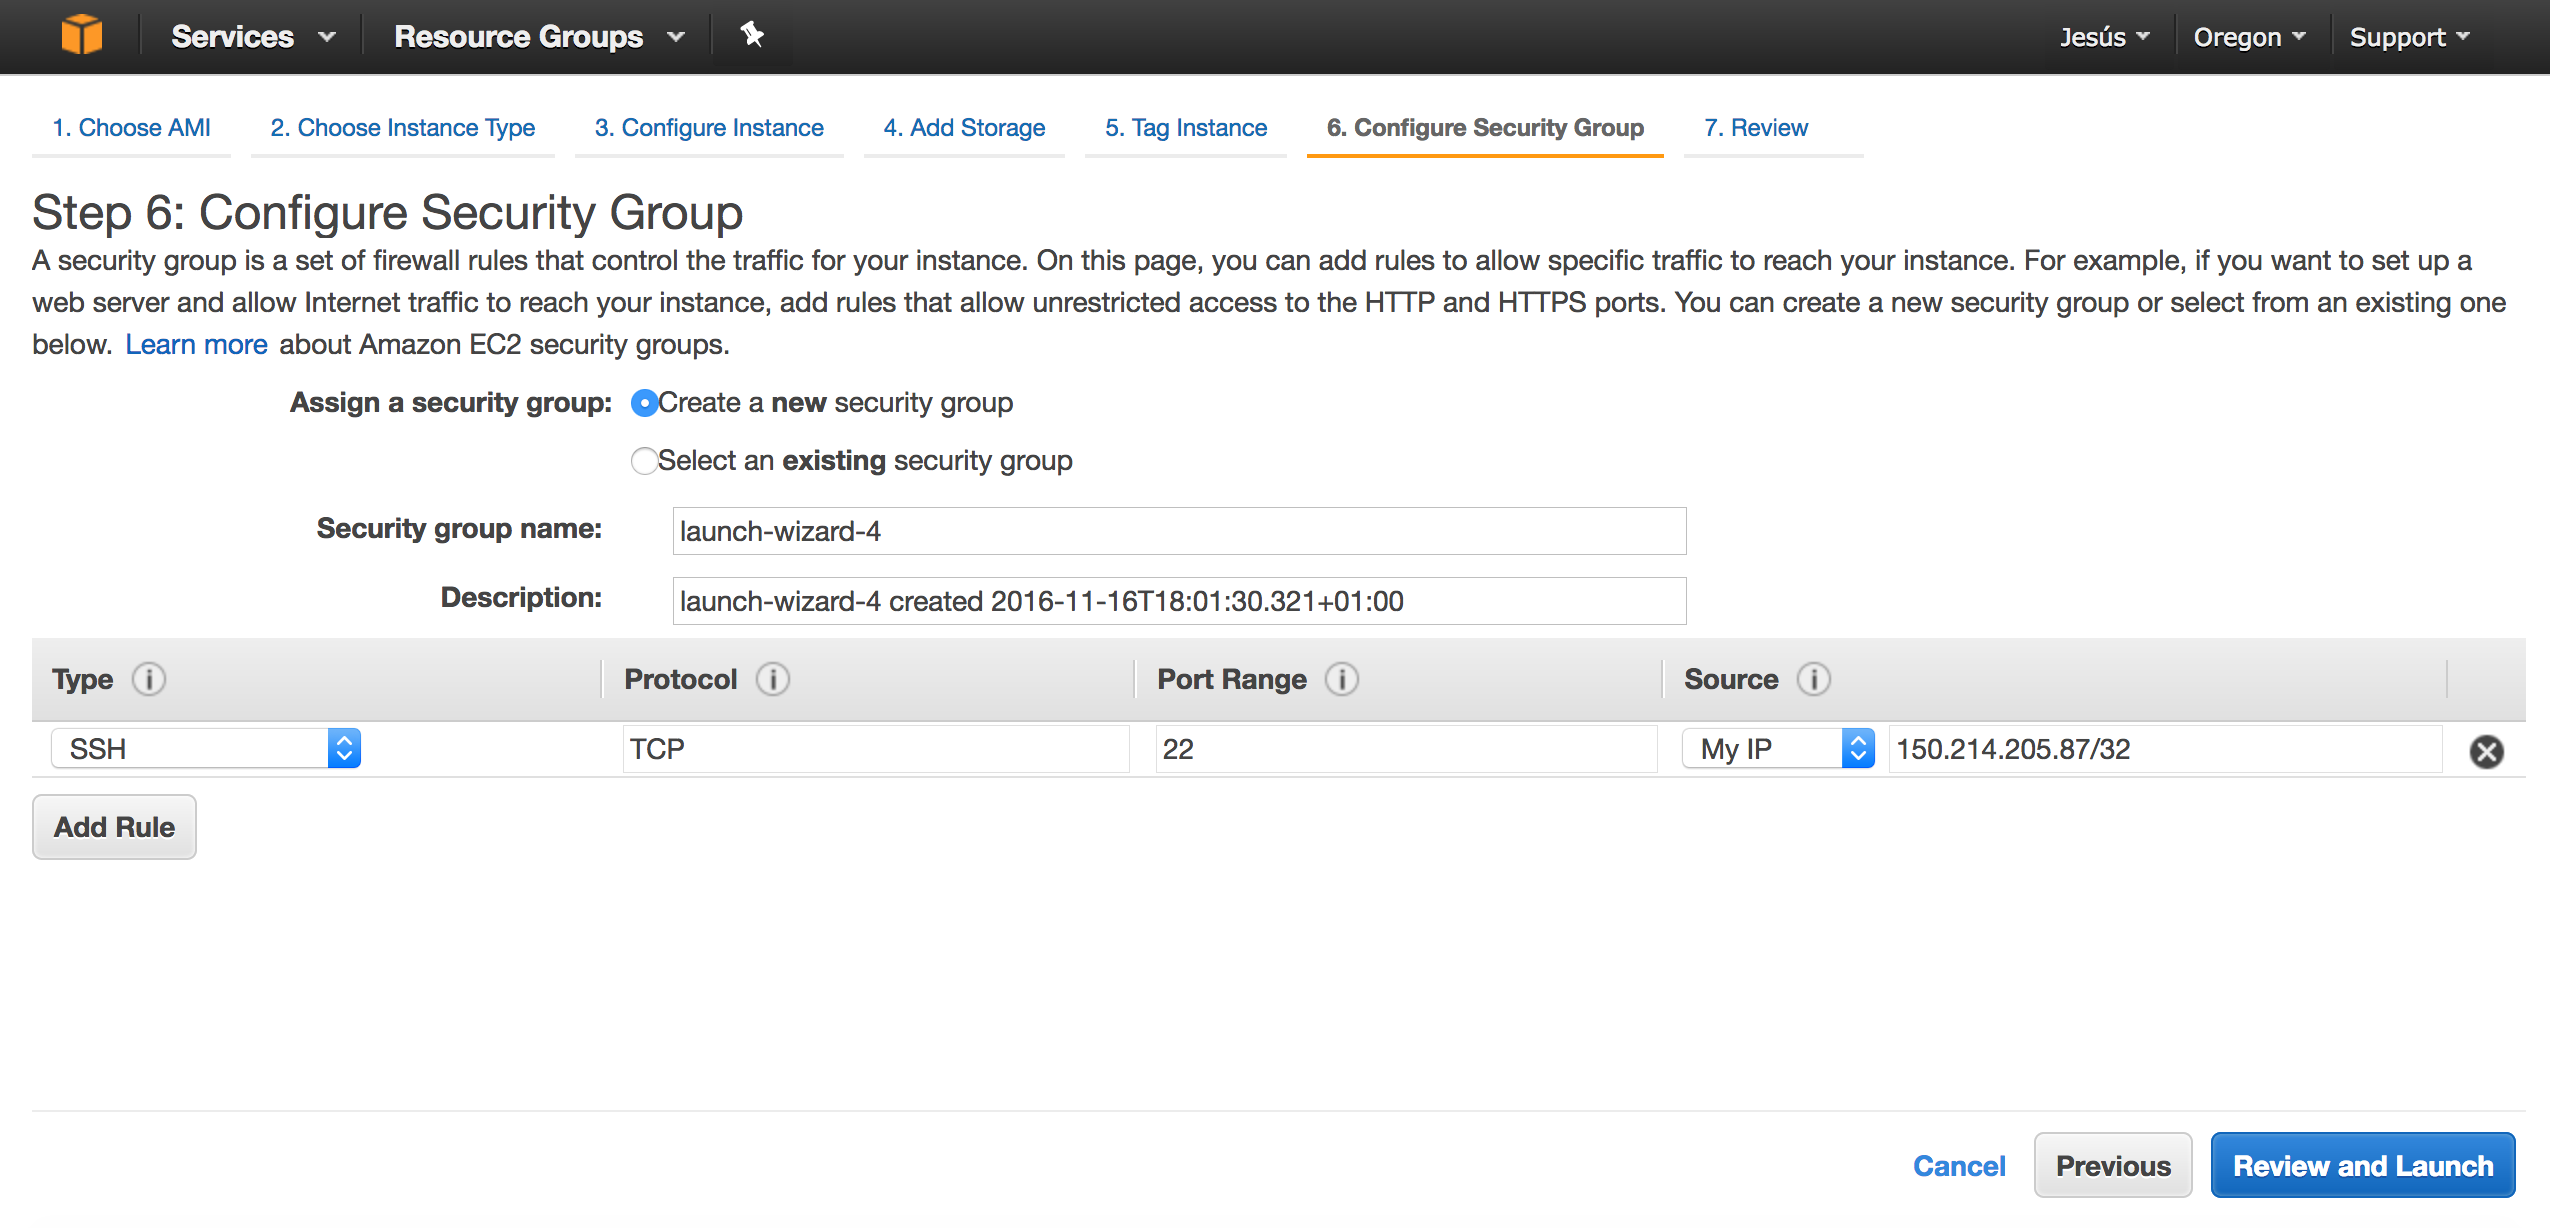 Services Resource Groups Jesús Oregon Support
1. Choose AMI 2. Choose Instance Type 3. Configure Instance 4. Add Storage 5. Tag Instance 6. Configure Security Group 7. Review
Step 6: Configure Security Group
A security group is a set of firewall rules that control the traffic for your instance. On this page, you can add rules to allow specific traffic to reach your instance. For example, if you want to set up a
web server and allow Internet traffic to reach your instance, add rules that allow unrestricted access to the HTTP and HTTPS ports. You can create a new security group or select from an existing one
below. Learn more about Amazon EC2 security groups.
Assign a security group: Create a new security group
Select an existing security group
Security group name: launch-wizard-4
Description: launch-wizard-4 created 2016-11-16T18:01:30.321+01:00
Type i Protocol i Port Range i Source i
SSH TCP 22 My IP 150.214.205.87/32
Add Rule
Cancel Previous Review and Launch